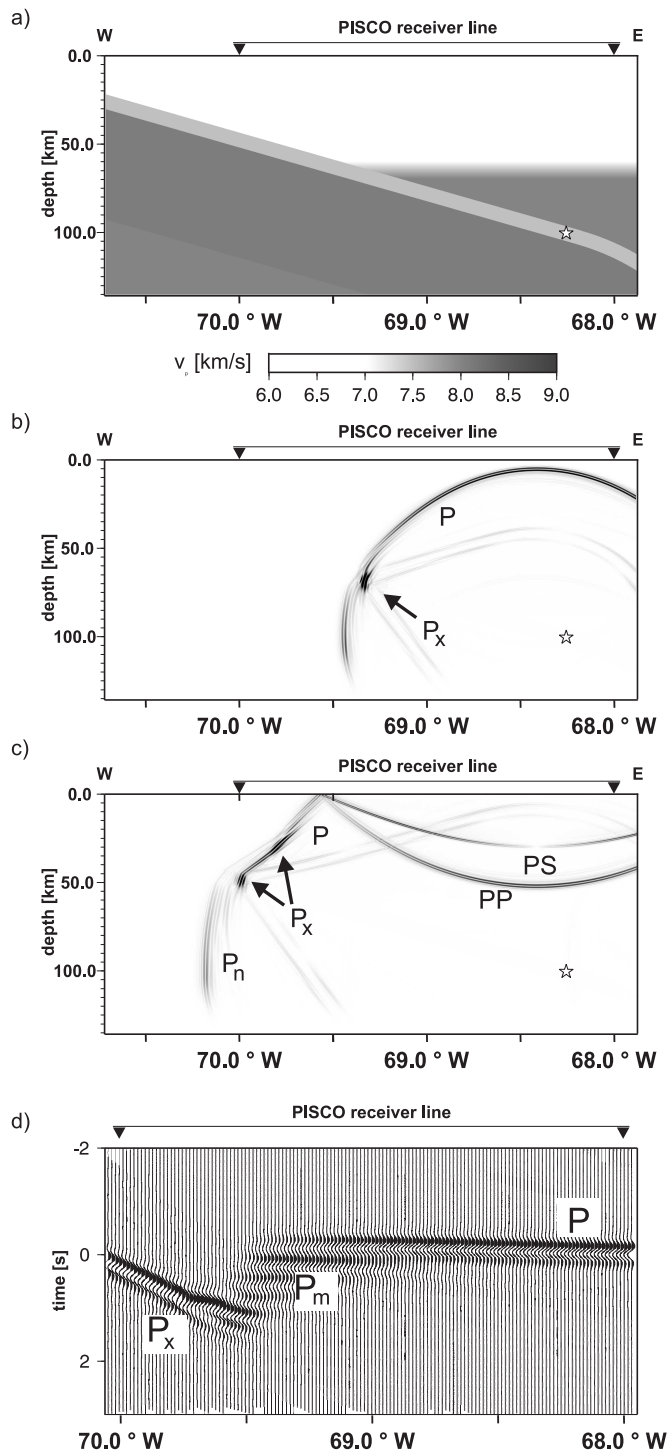 a)
PISCO receiver line
W E
0.0
50.0
100.0
depth [km]
70.0 ° W 69.0 ° W 68.0 ° W
v_p [km/s]
6.0 6.5 7.0 7.5 8.0 8.5 9.0
b)
W PISCO receiver line E
0.0
50.0
100.0
depth [km]
P
P_x
70.0 ° W 69.0 ° W 68.0 ° W
c)
W PISCO receiver line E
0.0
50.0
100.0
depth [km]
P
PS
PP
P_x
P_n
70.0 ° W 69.0 ° W 68.0 ° W
d)
PISCO receiver line
-2
0
2
time [s]
P
P_m
P_x
70.0 ° W 69.0 ° W 68.0 ° W